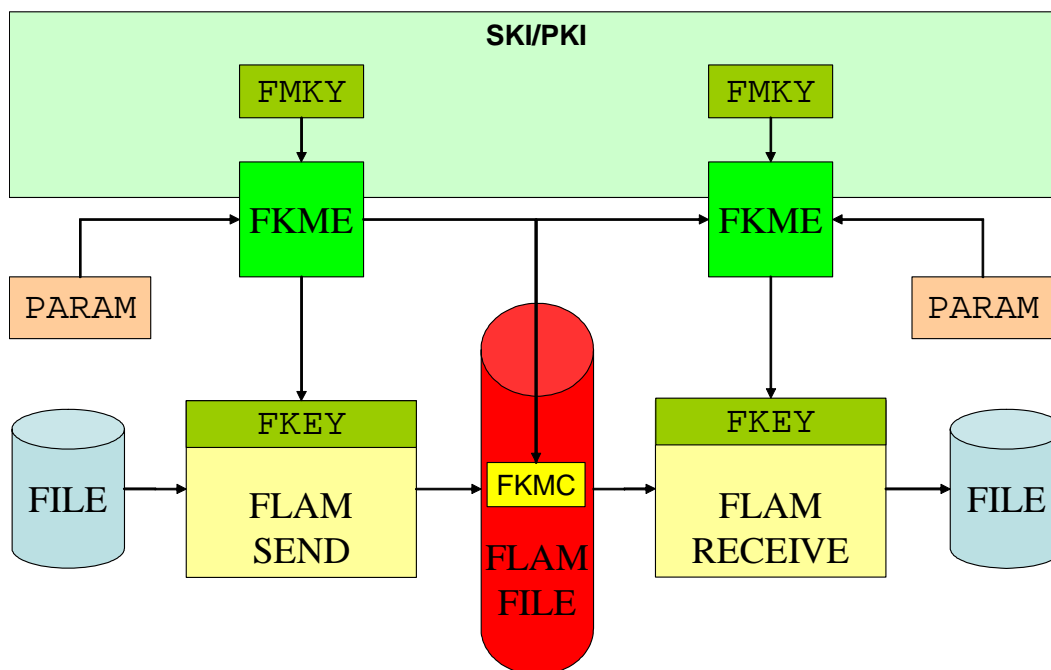 SKI/PKI
FMKY
FMKY
FKME
FKME
PARAM
PARAM
FKEY
FKEY
FILE
FLAM
SEND
FKMC
FLAM
FILE
FLAM
RECEIVE
FILE